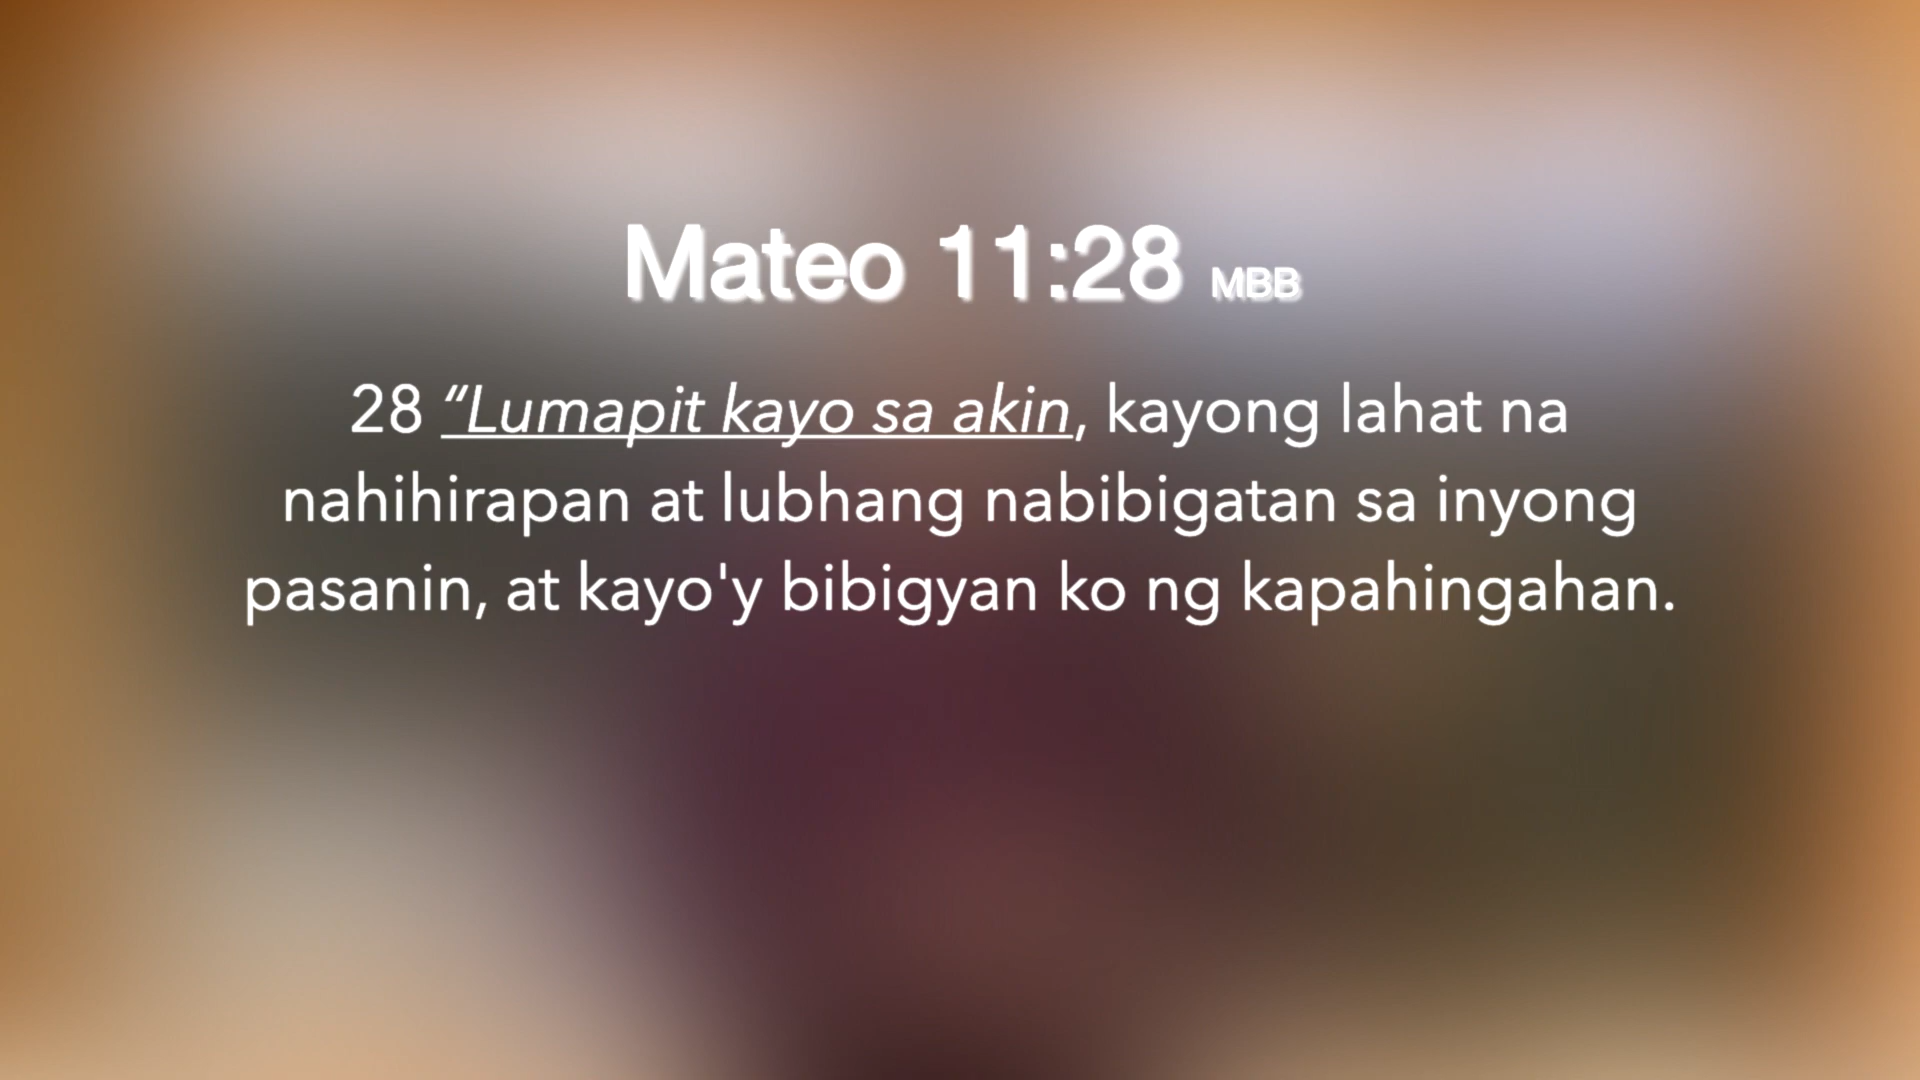 Mateo 11:28 MBB
28 “Lumapit kayo sa akin, kayong lahat na
nahihirapan at lubhang nabibigatan sa inyong
pasanin, at kayo'y bibigyan ko ng kapahingahan.